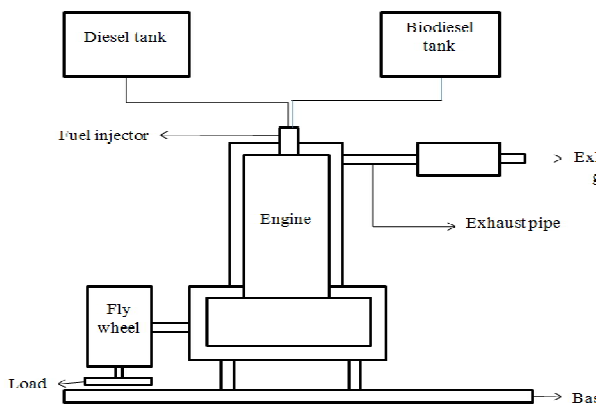 Diesel tank
Biodiesel
tank
Fuel injector
Engine
Exhaust pipe
Fly
wheel
Load